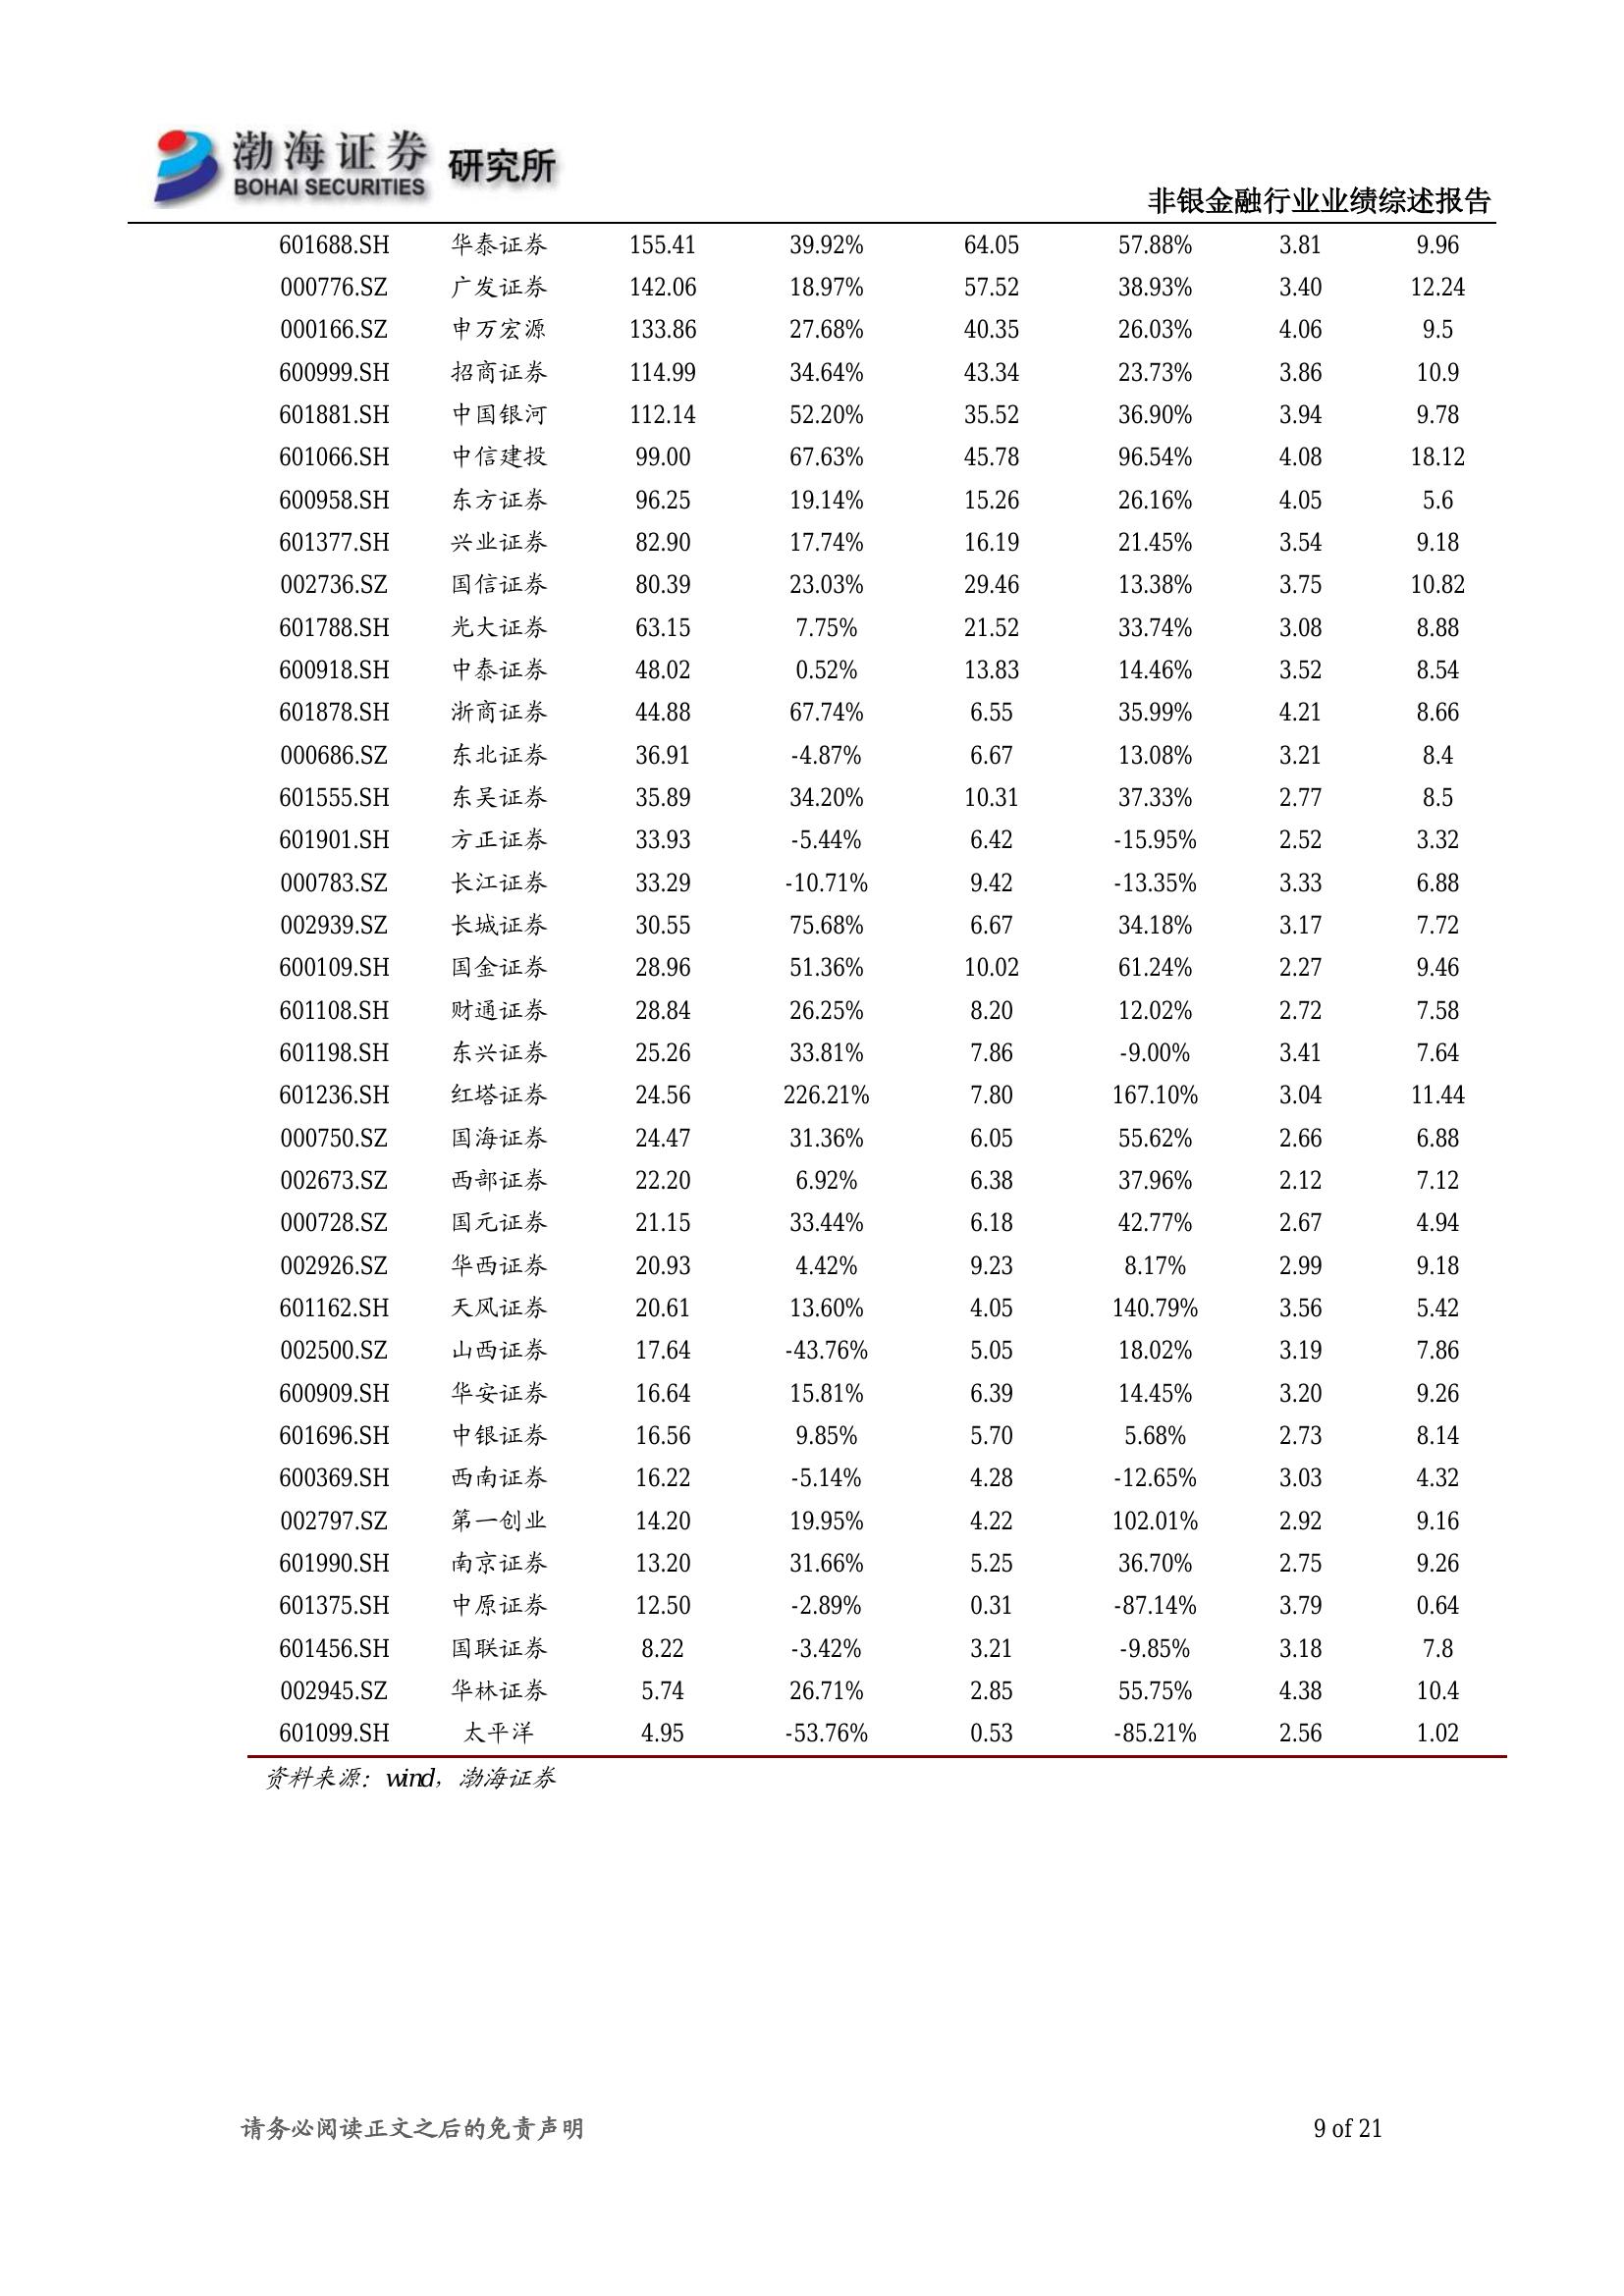 渤海证券 研究所
BOHAI SECURITIES
非银金融行业业绩综述报告
601688.SH 华泰证券 155.41 39.92% 64.05 57.88% 3.81 9.96
000776.SZ 广发证券 142.06 18.97% 57.52 38.93% 3.40 12.24
000166.SZ 申万宏源 133.86 27.68% 40.35 26.03% 4.06 9.5
600999.SH 招商证券 114.99 34.64% 43.34 23.73% 3.86 10.9
601881.SH 中国银河 112.14 52.20% 35.52 36.90% 3.94 9.78
601066.SH 中信建投 99.00 67.63% 45.78 96.54% 4.08 18.12
600958.SH 东方证券 96.25 19.14% 15.26 26.16% 4.05 5.6
601377.SH 兴业证券 82.90 17.74% 16.19 21.45% 3.54 9.18
002736.SZ 国信证券 80.39 23.03% 29.46 13.38% 3.75 10.82
601788.SH 光大证券 63.15 7.75% 21.52 33.74% 3.08 8.88
600918.SH 中泰证券 48.02 0.52% 13.83 14.46% 3.52 8.54
601878.SH 浙商证券 44.88 67.74% 6.55 35.99% 4.21 8.66
000686.SZ 东北证券 36.91 -4.87% 6.67 13.08% 3.21 8.4
601555.SH 东吴证券 35.89 34.20% 10.31 37.33% 2.77 8.5
601901.SH 方正证券 33.93 -5.44% 6.42 -15.95% 2.52 3.32
000783.SZ 长江证券 33.29 -10.71% 9.42 -13.35% 3.33 6.88
002939.SZ 长城证券 30.55 75.68% 6.67 34.18% 3.17 7.72
600109.SH 国金证券 28.96 51.36% 10.02 61.24% 2.27 9.46
601108.SH 财通证券 28.84 26.25% 8.20 12.02% 2.72 7.58
601198.SH 东兴证券 25.26 33.81% 7.86 -9.00% 3.41 7.64
601236.SH 红塔证券 24.56 226.21% 7.80 167.10% 3.04 11.44
000750.SZ 国海证券 24.47 31.36% 6.05 55.62% 2.66 6.88
002673.SZ 西部证券 22.20 6.92% 6.38 37.96% 2.12 7.12
000728.SZ 国元证券 21.15 33.44% 6.18 42.77% 2.67 4.94
002926.SZ 华西证券 20.93 4.42% 9.23 8.17% 2.99 9.18
601162.SH 天风证券 20.61 13.60% 4.05 140.79% 3.56 5.42
002500.SZ 山西证券 17.64 -43.76% 5.05 18.02% 3.19 7.86
600909.SH 华安证券 16.64 15.81% 6.39 14.45% 3.20 9.26
601696.SH 中银证券 16.56 9.85% 5.70 5.68% 2.73 8.14
600369.SH 西南证券 16.22 -5.14% 4.28 -12.65% 3.03 4.32
002797.SZ 第一创业 14.20 19.95% 4.22 102.01% 2.92 9.16
601990.SH 南京证券 13.20 31.66% 5.25 36.70% 2.75 9.26
601375.SH 中原证券 12.50 -2.89% 0.31 -87.14% 3.79 0.64
601456.SH 国联证券 8.22 -3.42% 3.21 -9.85% 3.18 7.8
002945.SZ 华林证券 5.74 26.71% 2.85 55.75% 4.38 10.4
601099.SH 太平洋 4.95 -53.76% 0.53 -85.21% 2.56 1.02
资料来源：wind，渤海证券
请务必阅读正文之后的免责声明 9 of 21